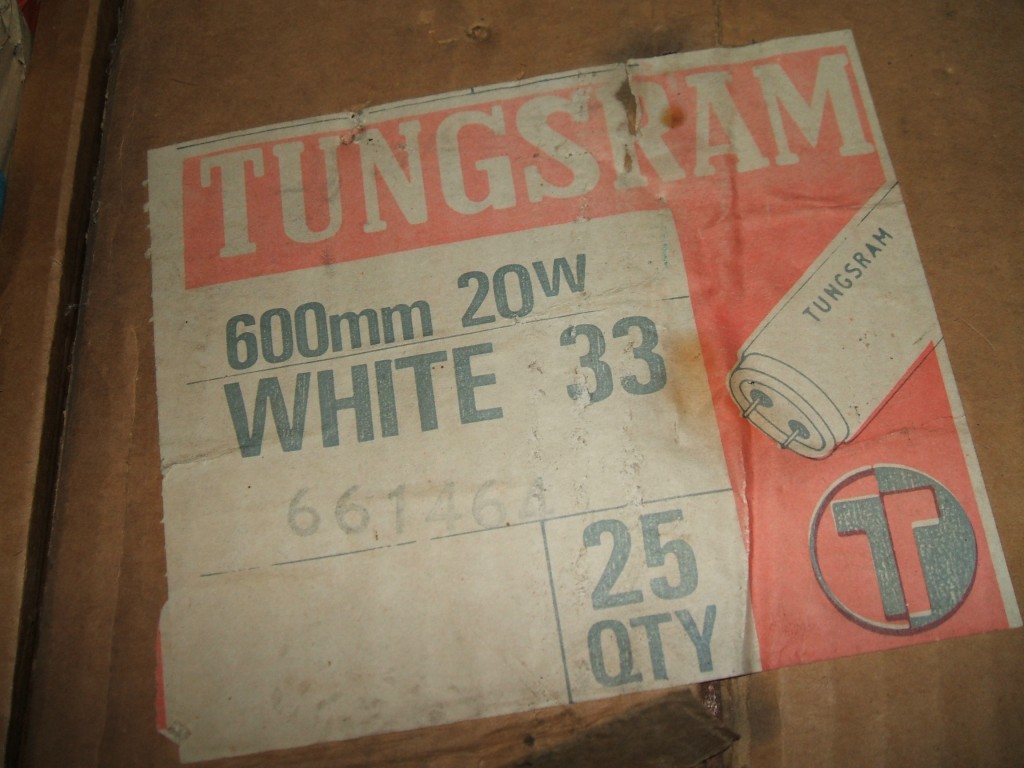 TUNGSRAM
600mm 20W
WHITE 33
661464
25
QTY
TUNGSRAM
T